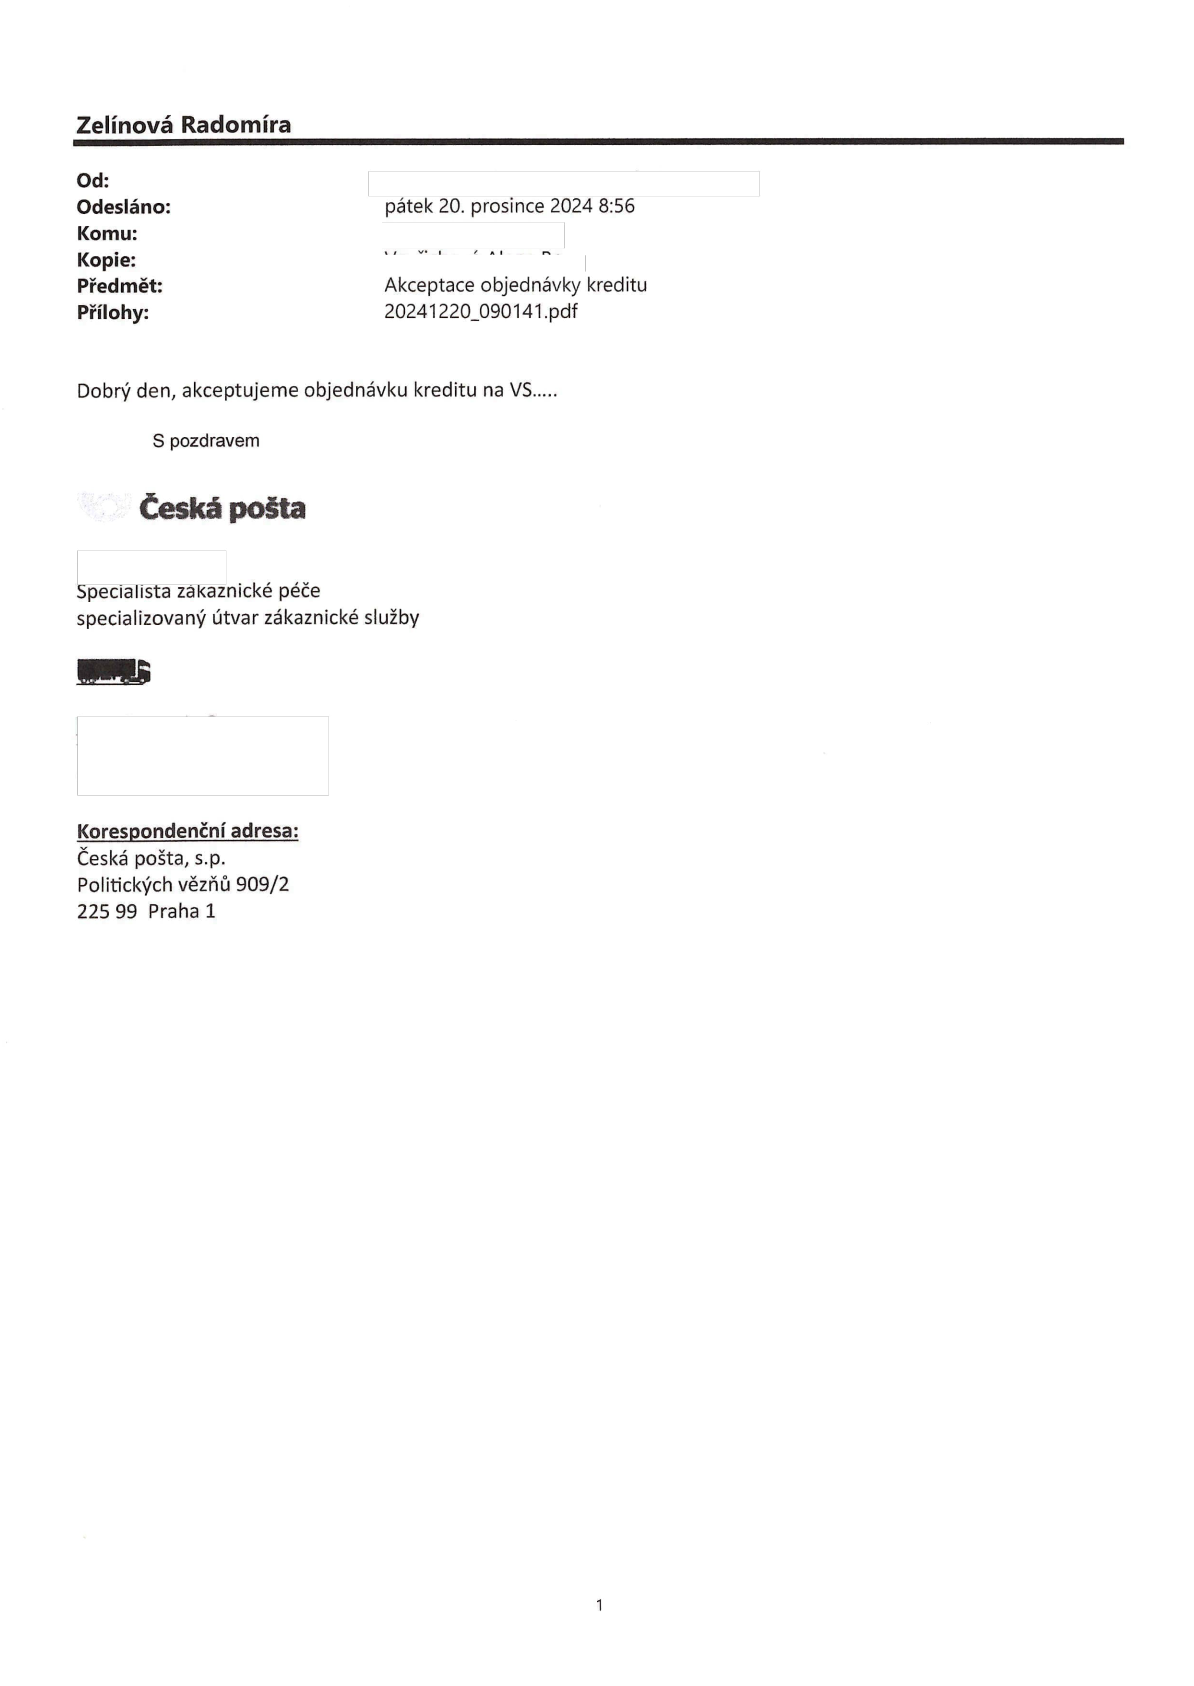 Zelínová Radomíra
Od:
Odesláno: pátek 20. prosince 2024 8:56
Komu:
Kopie:
Předmět: Akceptace objednávky kreditu
Přílohy: 20241220_090141.pdf
Dobrý den, akceptujeme objednávku kreditu na VS.....
S pozdravem
Česká pošta
Specialista zákaznické péče
specializovaný útvar zákaznické služby
Korespondenční adresa:
Česká pošta, s.p.
Politických vězňů 909/2
225 99 Praha 1
1